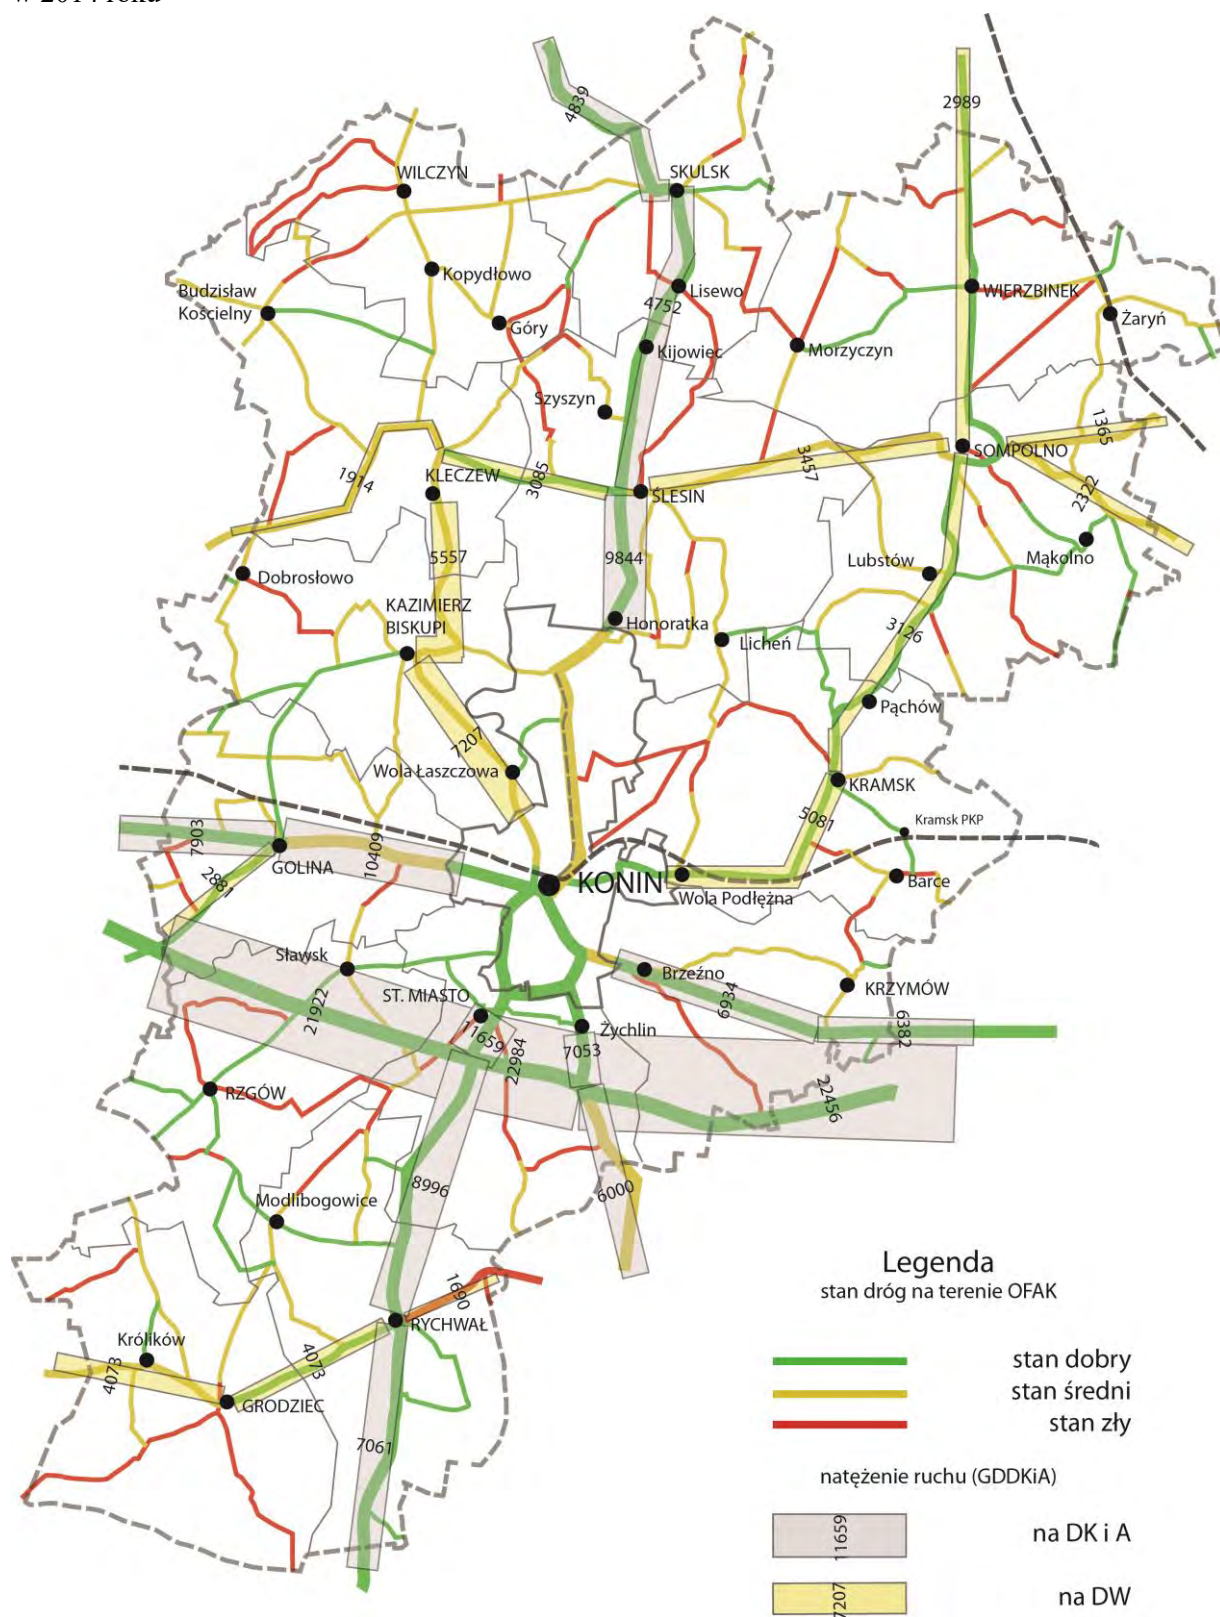 w 2014 roku
4839
2989
WILCZYN
SKULSK
Kopydłowo
Budzisław
Kościelny
Lisewo
WIERZBINEK
4752
Góry
Żaryń
Kijowiec
Morzyczyn
Szyszyn
1365
SOMPOLNO
3457
1914
KLECZEW
3085
ŚLESIN
2322
5557
9844
Lubstów
Mąkolno
Dobrosłowo
KAZIMIERZ
BISKUPI
Honoratka
3126
Licheń
Pąchów
7207
Wola Łaszczowa
KRAMSK
5081
Kramsk PKP
7903
10409
GOLINA
2881
KONIN
Wola Podłężna
Barce
Sławsk
Brzeźno
KRZYMÓW
ST. MIASTO
6934
21922
11659
22984
Żychlin
7053
6382
RZGÓW
22456
8996
6000
Modlibogowice
1690
RYCHWAŁ
Królików
4073
4073
GRODZIEC
7061
Legenda
stan dróg na terenie OFAK
stan dobry
stan średni
stan zły
natężenie ruchu (GDDKiA)
11659
na DK i A
7207
na DW